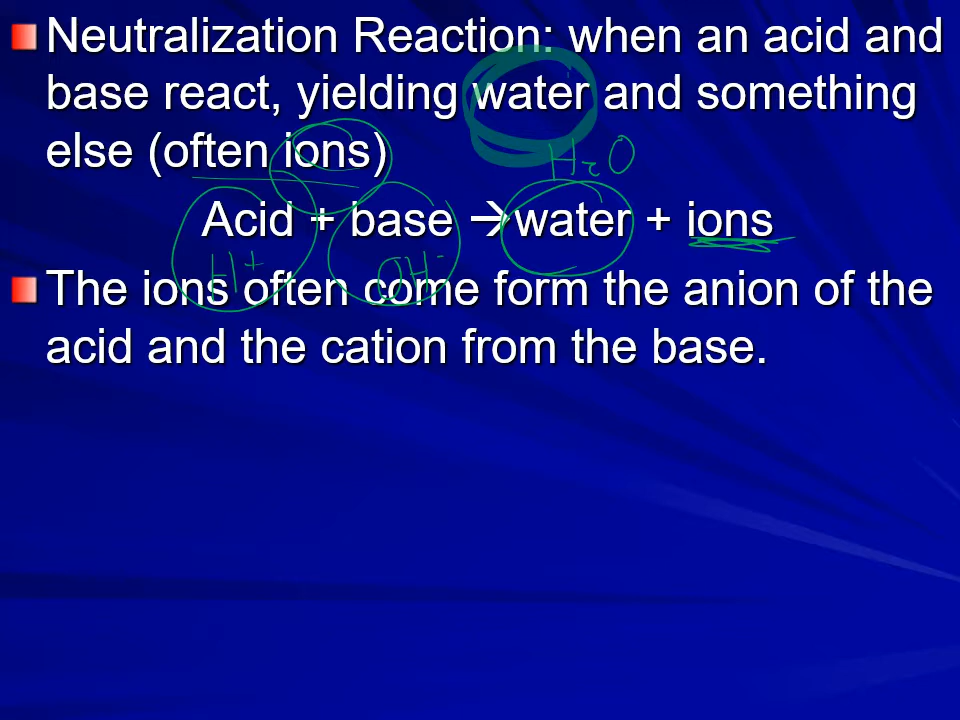 Neutralization Reaction: when an acid and
base react, yielding water and something
else (often ions)
H₂O
Acid + base → water + ions
H⁺ OH⁻
The ions often come form the anion of the
acid and the cation from the base.